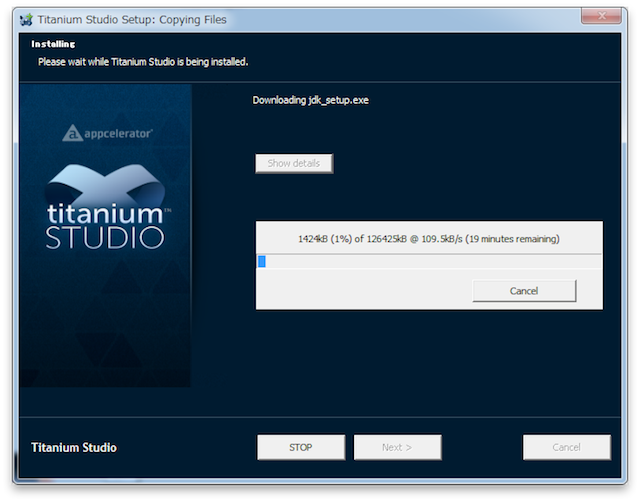 Titanium Studio Setup: Copying Files
Installing
Please wait while Titanium Studio is being installed.
Downloading jdk_setup.exe
appcelerator®
Show details
titanium™
STUDIO
1424kB (1%) of 126425kB @ 109.5kB/s (19 minutes remaining)
Cancel
Titanium Studio
STOP
Next >
Cancel